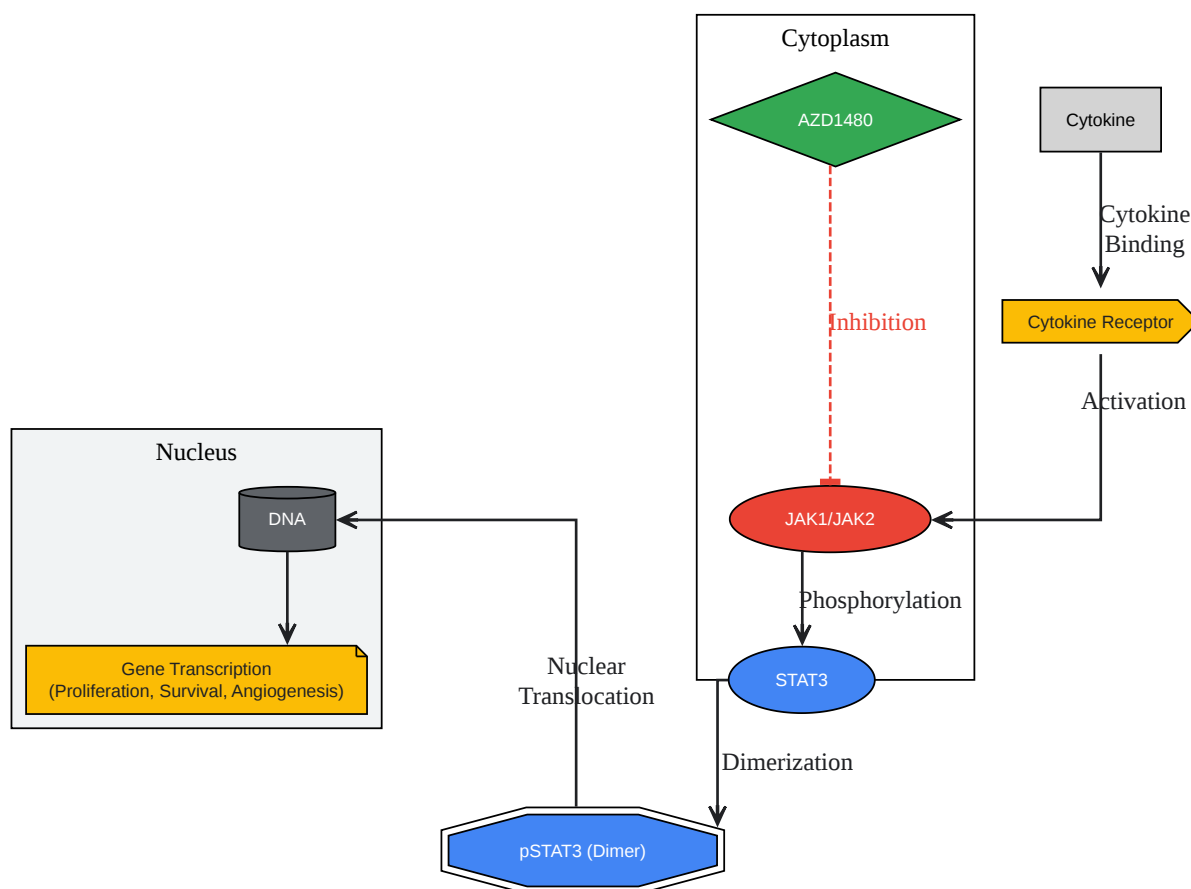 Cytoplasm
AZD1480
Cytokine
Cytokine
Binding
Inhibition
Cytokine Receptor
Activation
Nucleus
DNA
JAK1/JAK2
Phosphorylation
Gene Transcription
(Proliferation, Survival, Angiogenesis)
Nuclear
Translocation
STAT3
Dimerization
pSTAT3 (Dimer)